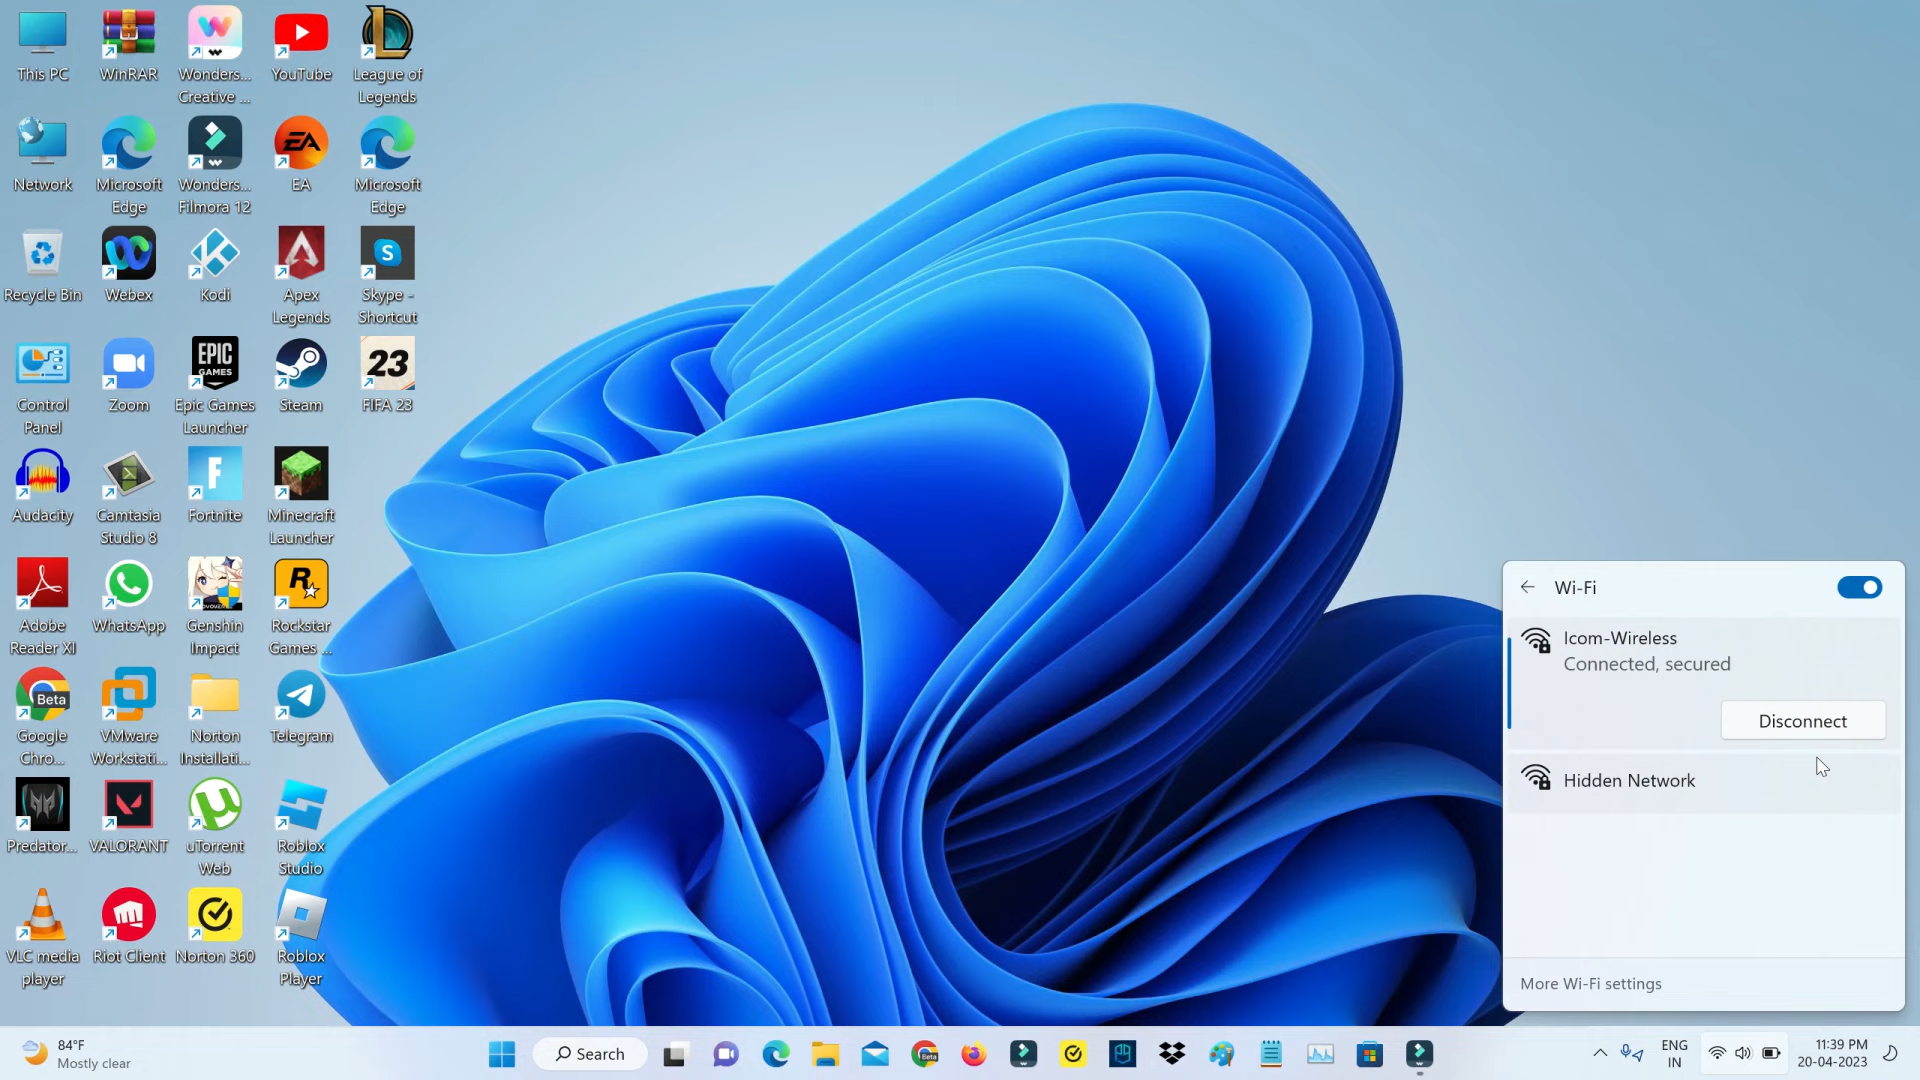 This PC
WinRAR
Wonders...
Creative ...
YouTube
League of
Legends
Network
Microsoft
Edge
Wonders...
Filmora 12
EA
EA
Microsoft
Edge
Recycle Bin
Webex
Kodi
Apex
Legends
S
Skype -
Shortcut
Control
Panel
Zoom
EPIC
GAMES
Epic Games
Launcher
Steam
23
FIFA 23
Audacity
Camtasia
Studio 8
F
Fortnite
Minecraft
Launcher
Adobe
Reader XI
WhatsApp
Genshin
Impact
R
Rockstar
Games ...
Beta
Google
Chro...
VMware
Workstati...
Norton
Installati...
Telegram
Predator...
VALORANT
uTorrent
Web
Roblox
Studio
VLC media
player
Riot Client
Norton 360
Roblox
Player
Wi-Fi
Icom-Wireless
Connected, secured
Disconnect
Hidden Network
More Wi-Fi settings
84°F
Mostly clear
Search
Beta
ENG
IN
11:39 PM
20-04-2023